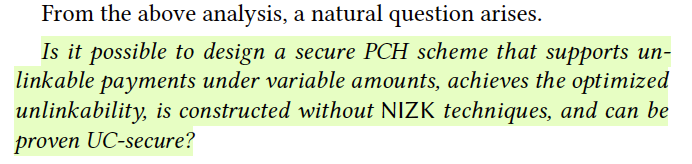 From the above analysis, a natural question arises.
Is it possible to design a secure PCH scheme that supports un-
linkable payments under variable amounts, achieves the optimized
unlinkability, is constructed without NIZK techniques, and can be
proven UC-secure?